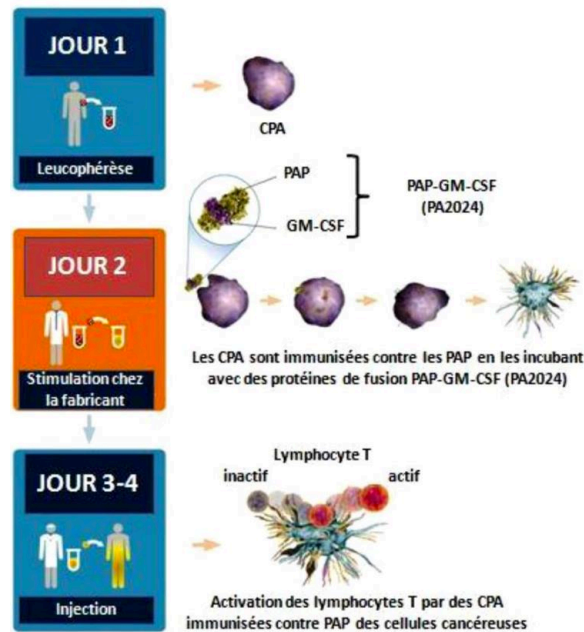 JOUR 1
Leucophérèse
CPA
PAP
GM-CSF
PAP-GM-CSF
(PA2024)
JOUR 2
Stimulation chez
la fabricant
Les CPA sont immunisées contre les PAP en les incubant
avec des protéines de fusion PAP-GM-CSF (PA2024)
JOUR 3-4
Injection
Lymphocyte T
inactif
actif
Activation des lymphocytes T par des CPA
immunisées contre PAP des cellules cancéreuses